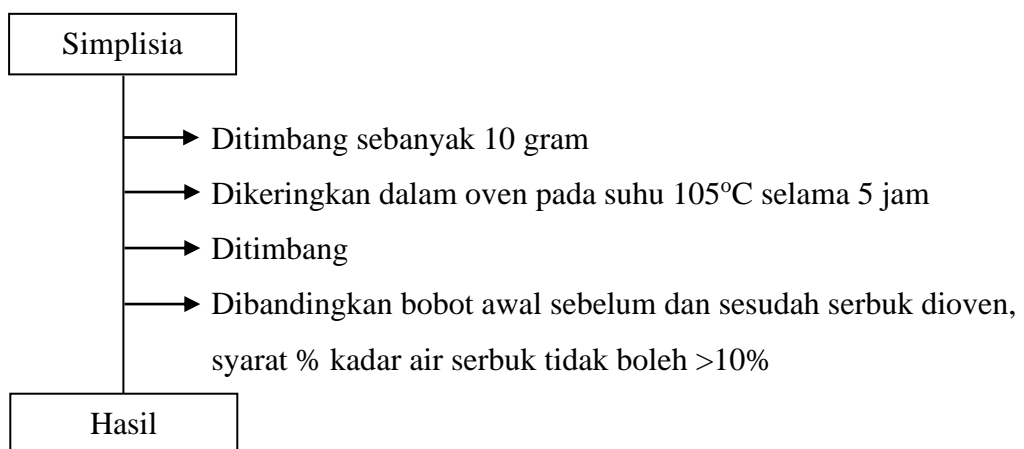 Simplisia
Ditimbang sebanyak 10 gram
Dikeringkan dalam oven pada suhu 105°C selama 5 jam
Ditimbang
Dibandingkan bobot awal sebelum dan sesudah serbuk dioven,
syarat % kadar air serbuk tidak boleh >10%
Hasil